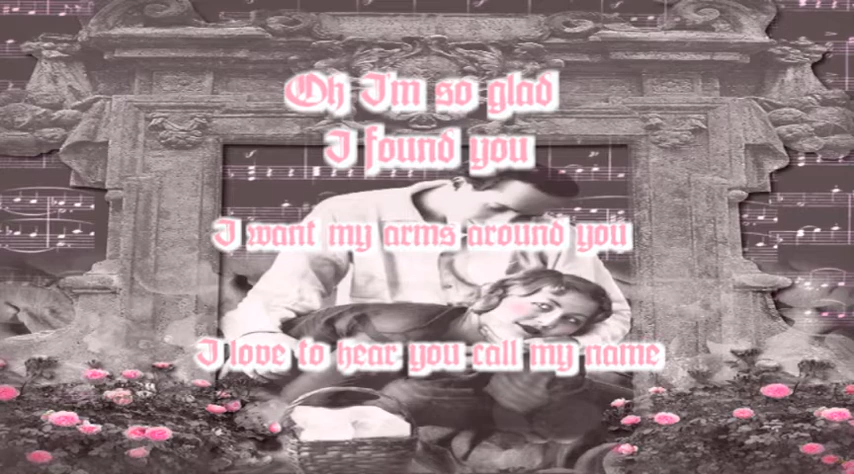 Oh I'm so glad
I found you
I want my arms around you
I love to hear you call my name